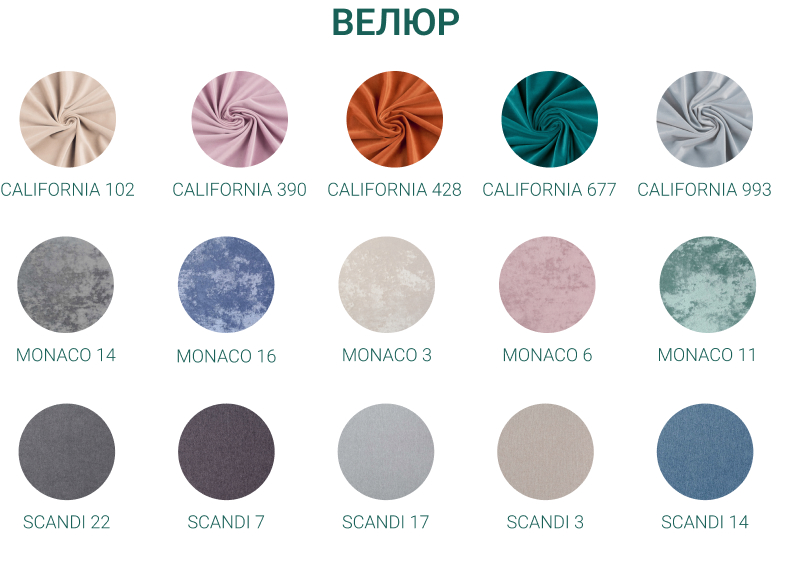 ВЕЛЮР
CALIFORNIA 102 CALIFORNIA 390 CALIFORNIA 428 CALIFORNIA 677 CALIFORNIA 993
MONACO 14 MONACO 16 MONACO 3 MONACO 6 MONACO 11
SCANDI 22 SCANDI 7 SCANDI 17 SCANDI 3 SCANDI 14